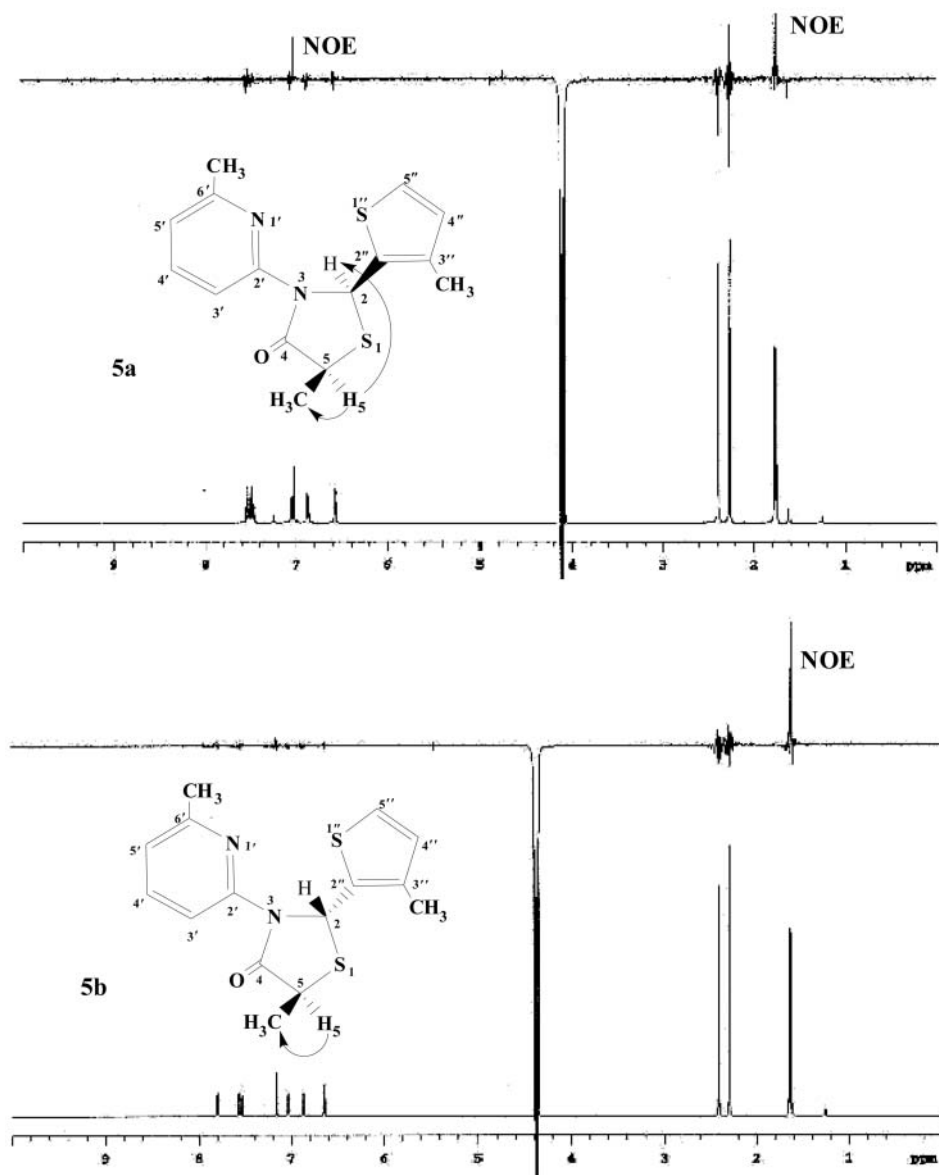 NOE
NOE
CH₃
6′
5′
N 1′
4′
3′
2′
5″
S 1″
4″
2″
3″
CH₃
H
N 3
2
S 1
O 4
5
H₃C
H₅
5a
9 8 7 6 5 4 3 2 1 ppm
NOE
CH₃
6′
5′
N 1′
4′
3′
2′
5′′
S 1′′
4′′
2′′
3′′
CH₃
H
N 3
2
S 1
O 4
5
H₃C
H₅
5b
9 8 7 6 5 4 3 2 1 ppm